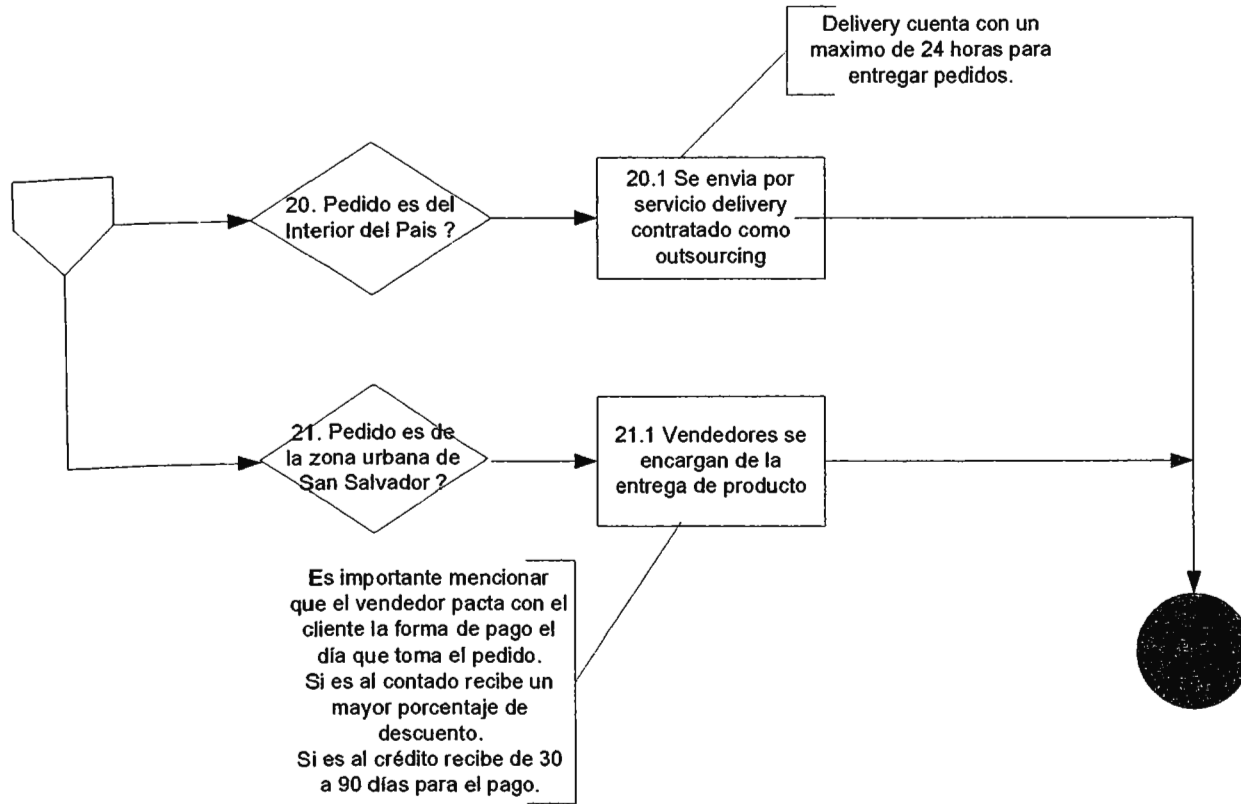 Delivery cuenta con un
maximo de 24 horas para
entregar pedidos.
20. Pedido es del
Interior del Pais ?
20.1 Se envia por
servicio delivery
contratado como
outsourcing
21. Pedido es de
la zona urbana de
San Salvador ?
21.1 Vendedores se
encargan de la
entrega de producto
Es importante mencionar
que el vendedor pacta con el
cliente la forma de pago el
día que toma el pedido.
Si es al contado recibe un
mayor porcentaje de
descuento.
Si es al crédito recibe de 30
a 90 días para el pago.